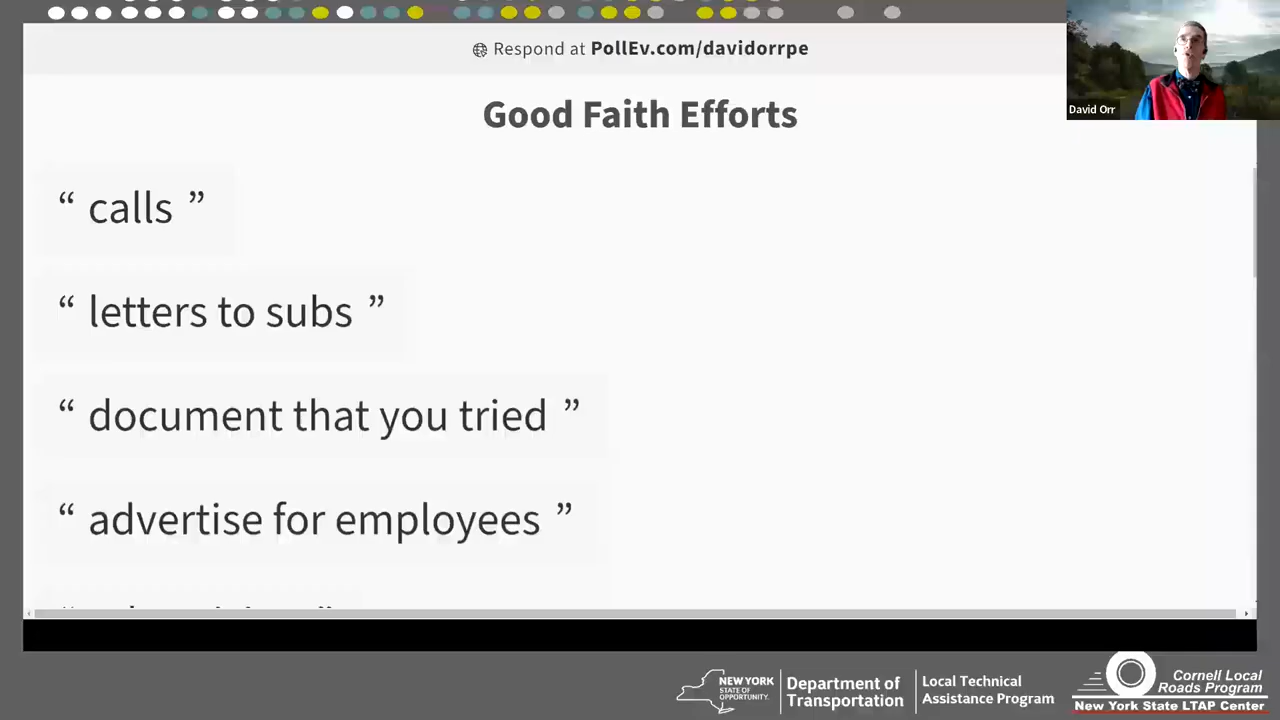 Respond at PollEv.com/davidorrpe
David Orr
Good Faith Efforts
“ calls ”
“ letters to subs ”
“ document that you tried ”
“ advertise for employees ”
NEW YORK
STATE OF
OPPORTUNITY.
Department of
Transportation
Local Technical
Assistance Program
Cornell Local
Roads Program
New York State LTAP Center